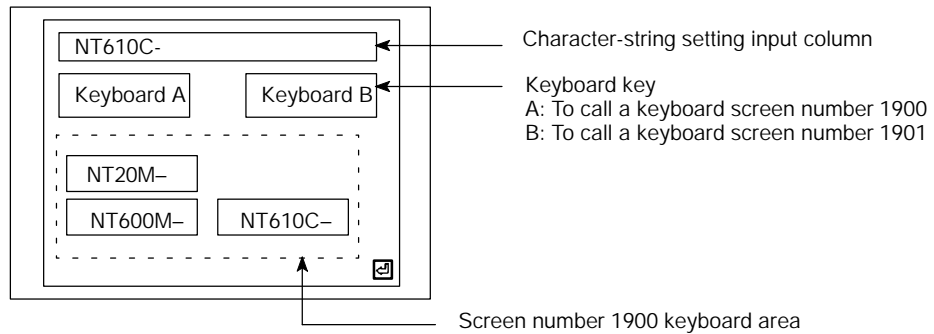 NT610C-
Character-string setting input column
Keyboard A
Keyboard B
Keyboard key
A: To call a keyboard screen number 1900
B: To call a keyboard screen number 1901
NT20M–
NT600M–
NT610C–
Screen number 1900 keyboard area